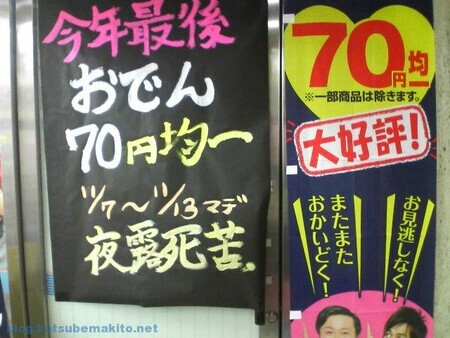 今年最後
おでん
70円均一
11/7〜11/13マデ
夜露死苦.
70円均一
※一部商品は除きます。
大好評!
またまた
おかいどく!
お見逃しなく!
blog.katsubemakito.net